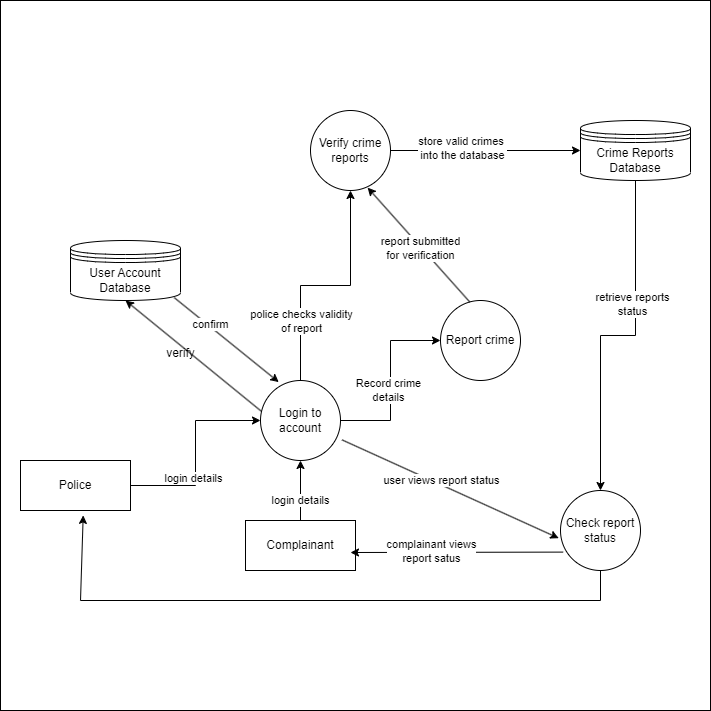 Verify crime
reports
store valid crimes
into the database
Crime Reports
Database
report submitted
for verification
User Account
Database
retrieve reports
status
confirm
police checks validity
of report
Report crime
verify
Record crime
details
Login to
account
Police
login details
user views report status
login details
Check report
status
Complainant
complainant views
report satus